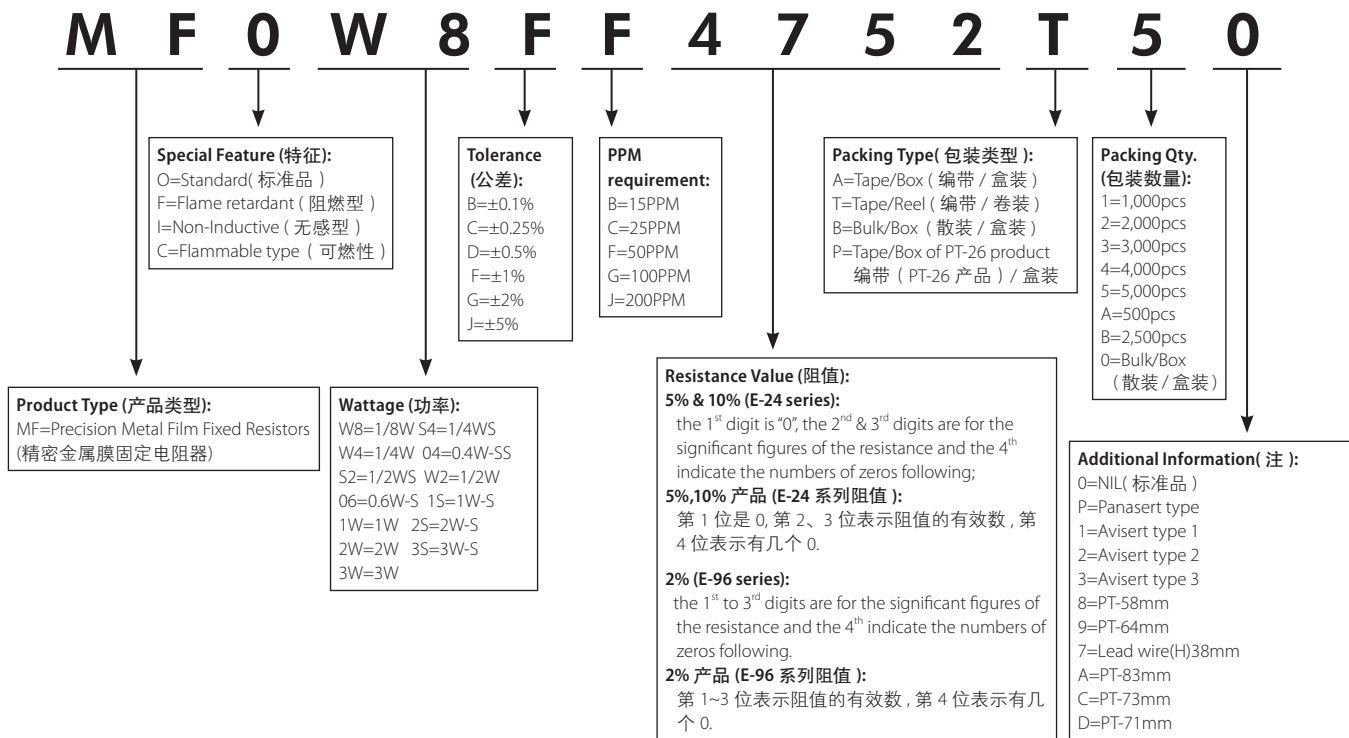 M F 0 W 8 F F 4 7 5 2 T 5 0
Special Feature (特征):
O=Standard( 标准品 )
F=Flame retardant ( 阻燃型 )
I=Non-Inductive ( 无感型 )
C=Flammable type ( 可燃性 )
Tolerance
(公差):
B=±0.1%
C=±0.25%
D=±0.5%
F=±1%
G=±2%
J=±5%
PPM
requirement:
B=15PPM
C=25PPM
F=50PPM
G=100PPM
J=200PPM
Packing Type( 包装类型 ):
A=Tape/Box ( 编带 / 盒装 )
T=Tape/Reel ( 编带 / 卷装 )
B=Bulk/Box ( 散装 / 盒装 )
P=Tape/Box of PT-26 product
编带 ( PT-26 产品 ) / 盒装
Packing Qty.
(包装数量):
1=1,000pcs
2=2,000pcs
3=3,000pcs
4=4,000pcs
5=5,000pcs
A=500pcs
B=2,500pcs
0=Bulk/Box
( 散装 / 盒装 )
Product Type (产品类型):
MF=Precision Metal Film Fixed Resistors
(精密金属膜固定电阻器)
Wattage (功率):
W8=1/8W S4=1/4WS
W4=1/4W 04=0.4W-SS
S2=1/2WS W2=1/2W
06=0.6W-S 1S=1W-S
1W=1W 2S=2W-S
2W=2W 3S=3W-S
3W=3W
Resistance Value (阻值):
5% & 10% (E-24 series):
the 1st digit is "0", the 2nd & 3rd digits are for the
significant figures of the resistance and the 4th
indicate the numbers of zeros following;
5%,10% 产品 (E-24 系列阻值 ):
第 1 位是 0, 第 2、3 位表示阻值的有效数 , 第
4 位表示有几个 0.
2% (E-96 series):
the 1st to 3rd digits are for the significant figures of
the resistance and the 4th indicate the numbers of
zeros following.
2% 产品 (E-96 系列阻值 ):
第 1~3 位表示阻值的有效数 , 第 4 位表示有几
个 0.
Additional Information( 注 ):
0=NIL( 标准品 )
P=Panasert type
1=Avisert type 1
2=Avisert type 2
3=Avisert type 3
8=PT-58mm
9=PT-64mm
7=Lead wire(H)38mm
A=PT-83mm
C=PT-73mm
D=PT-71mm